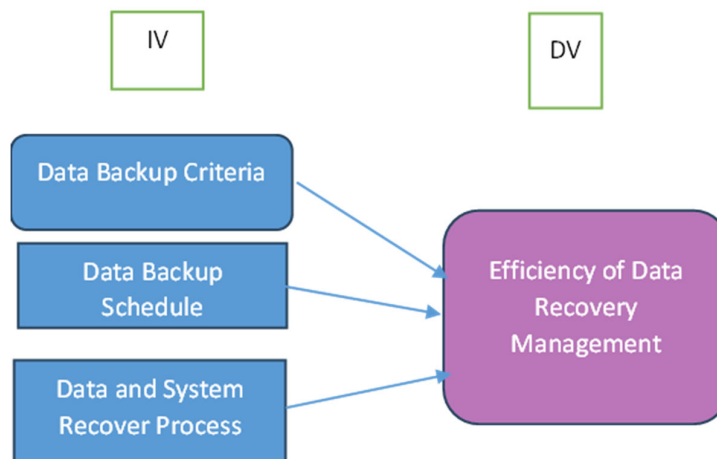 IV
DV
Data Backup Criteria
Data Backup
Schedule
Data and System
Recover Process
Efficiency of Data
Recovery
Management